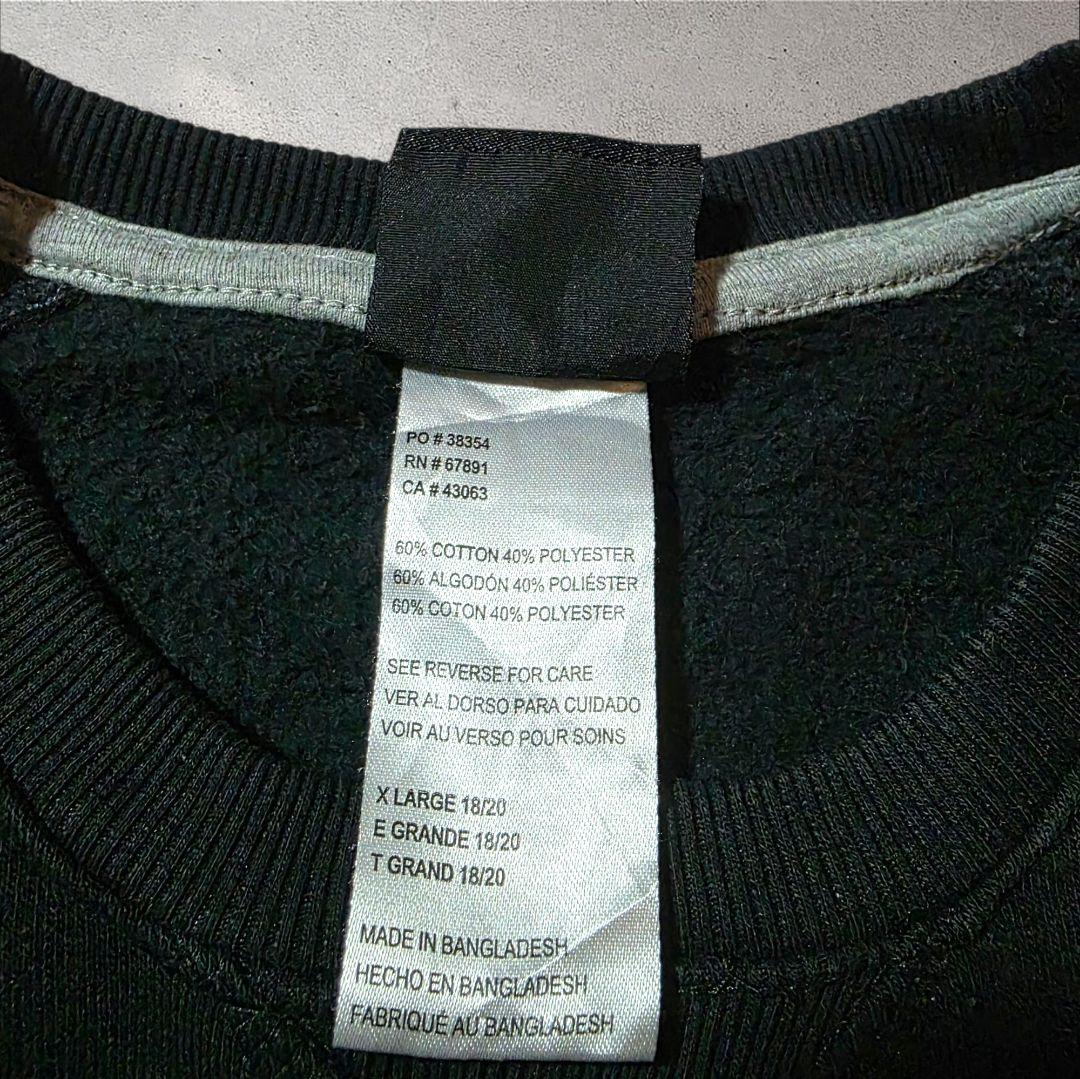 PO # 38354
RN # 67891
CA # 43063
60% COTTON 40% POLYESTER
60% ALGODÓN 40% POLIÉSTER
60% COTON 40% POLYESTER
SEE REVERSE FOR CARE
VER AL DORSO PARA CUIDADO
VOIR AU VERSO POUR SOINS
X LARGE 18/20
E GRANDE 18/20
T GRAND 18/20
MADE IN BANGLADESH
HECHO EN BANGLADESH
FABRIQUE AU BANGLADESH